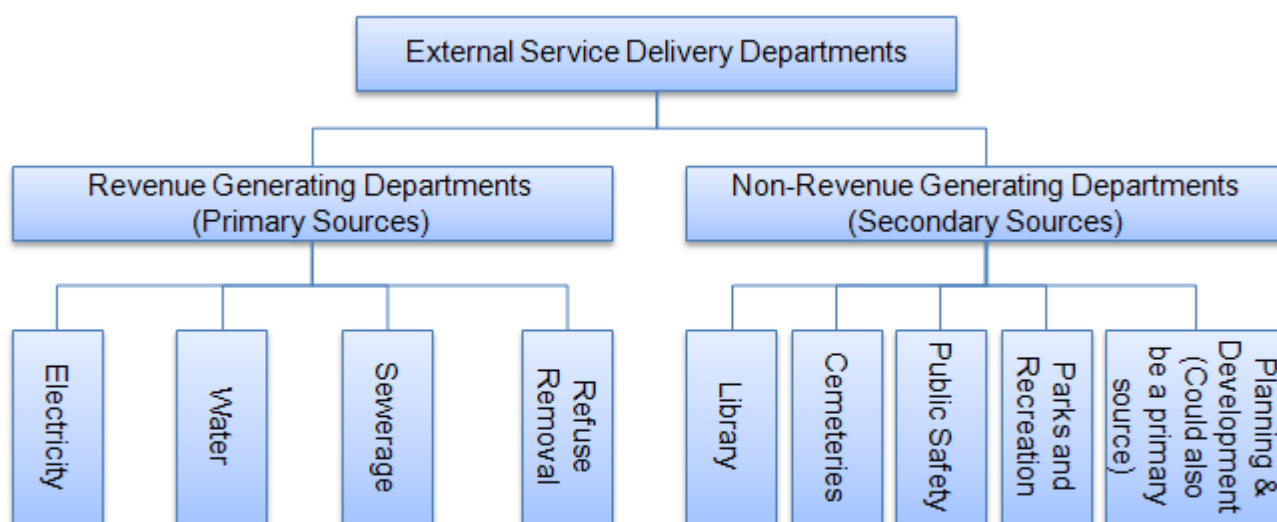 External Service Delivery Departments
Revenue Generating Departments
(Primary Sources)
Non-Revenue Generating Departments
(Secondary Sources)
Electricity
Water
Sewerage
Refuse
Removal
Library
Cemeteries
Public Safety
Parks and
Recreation
Planning &
Development
(Could also
be a primary
source)